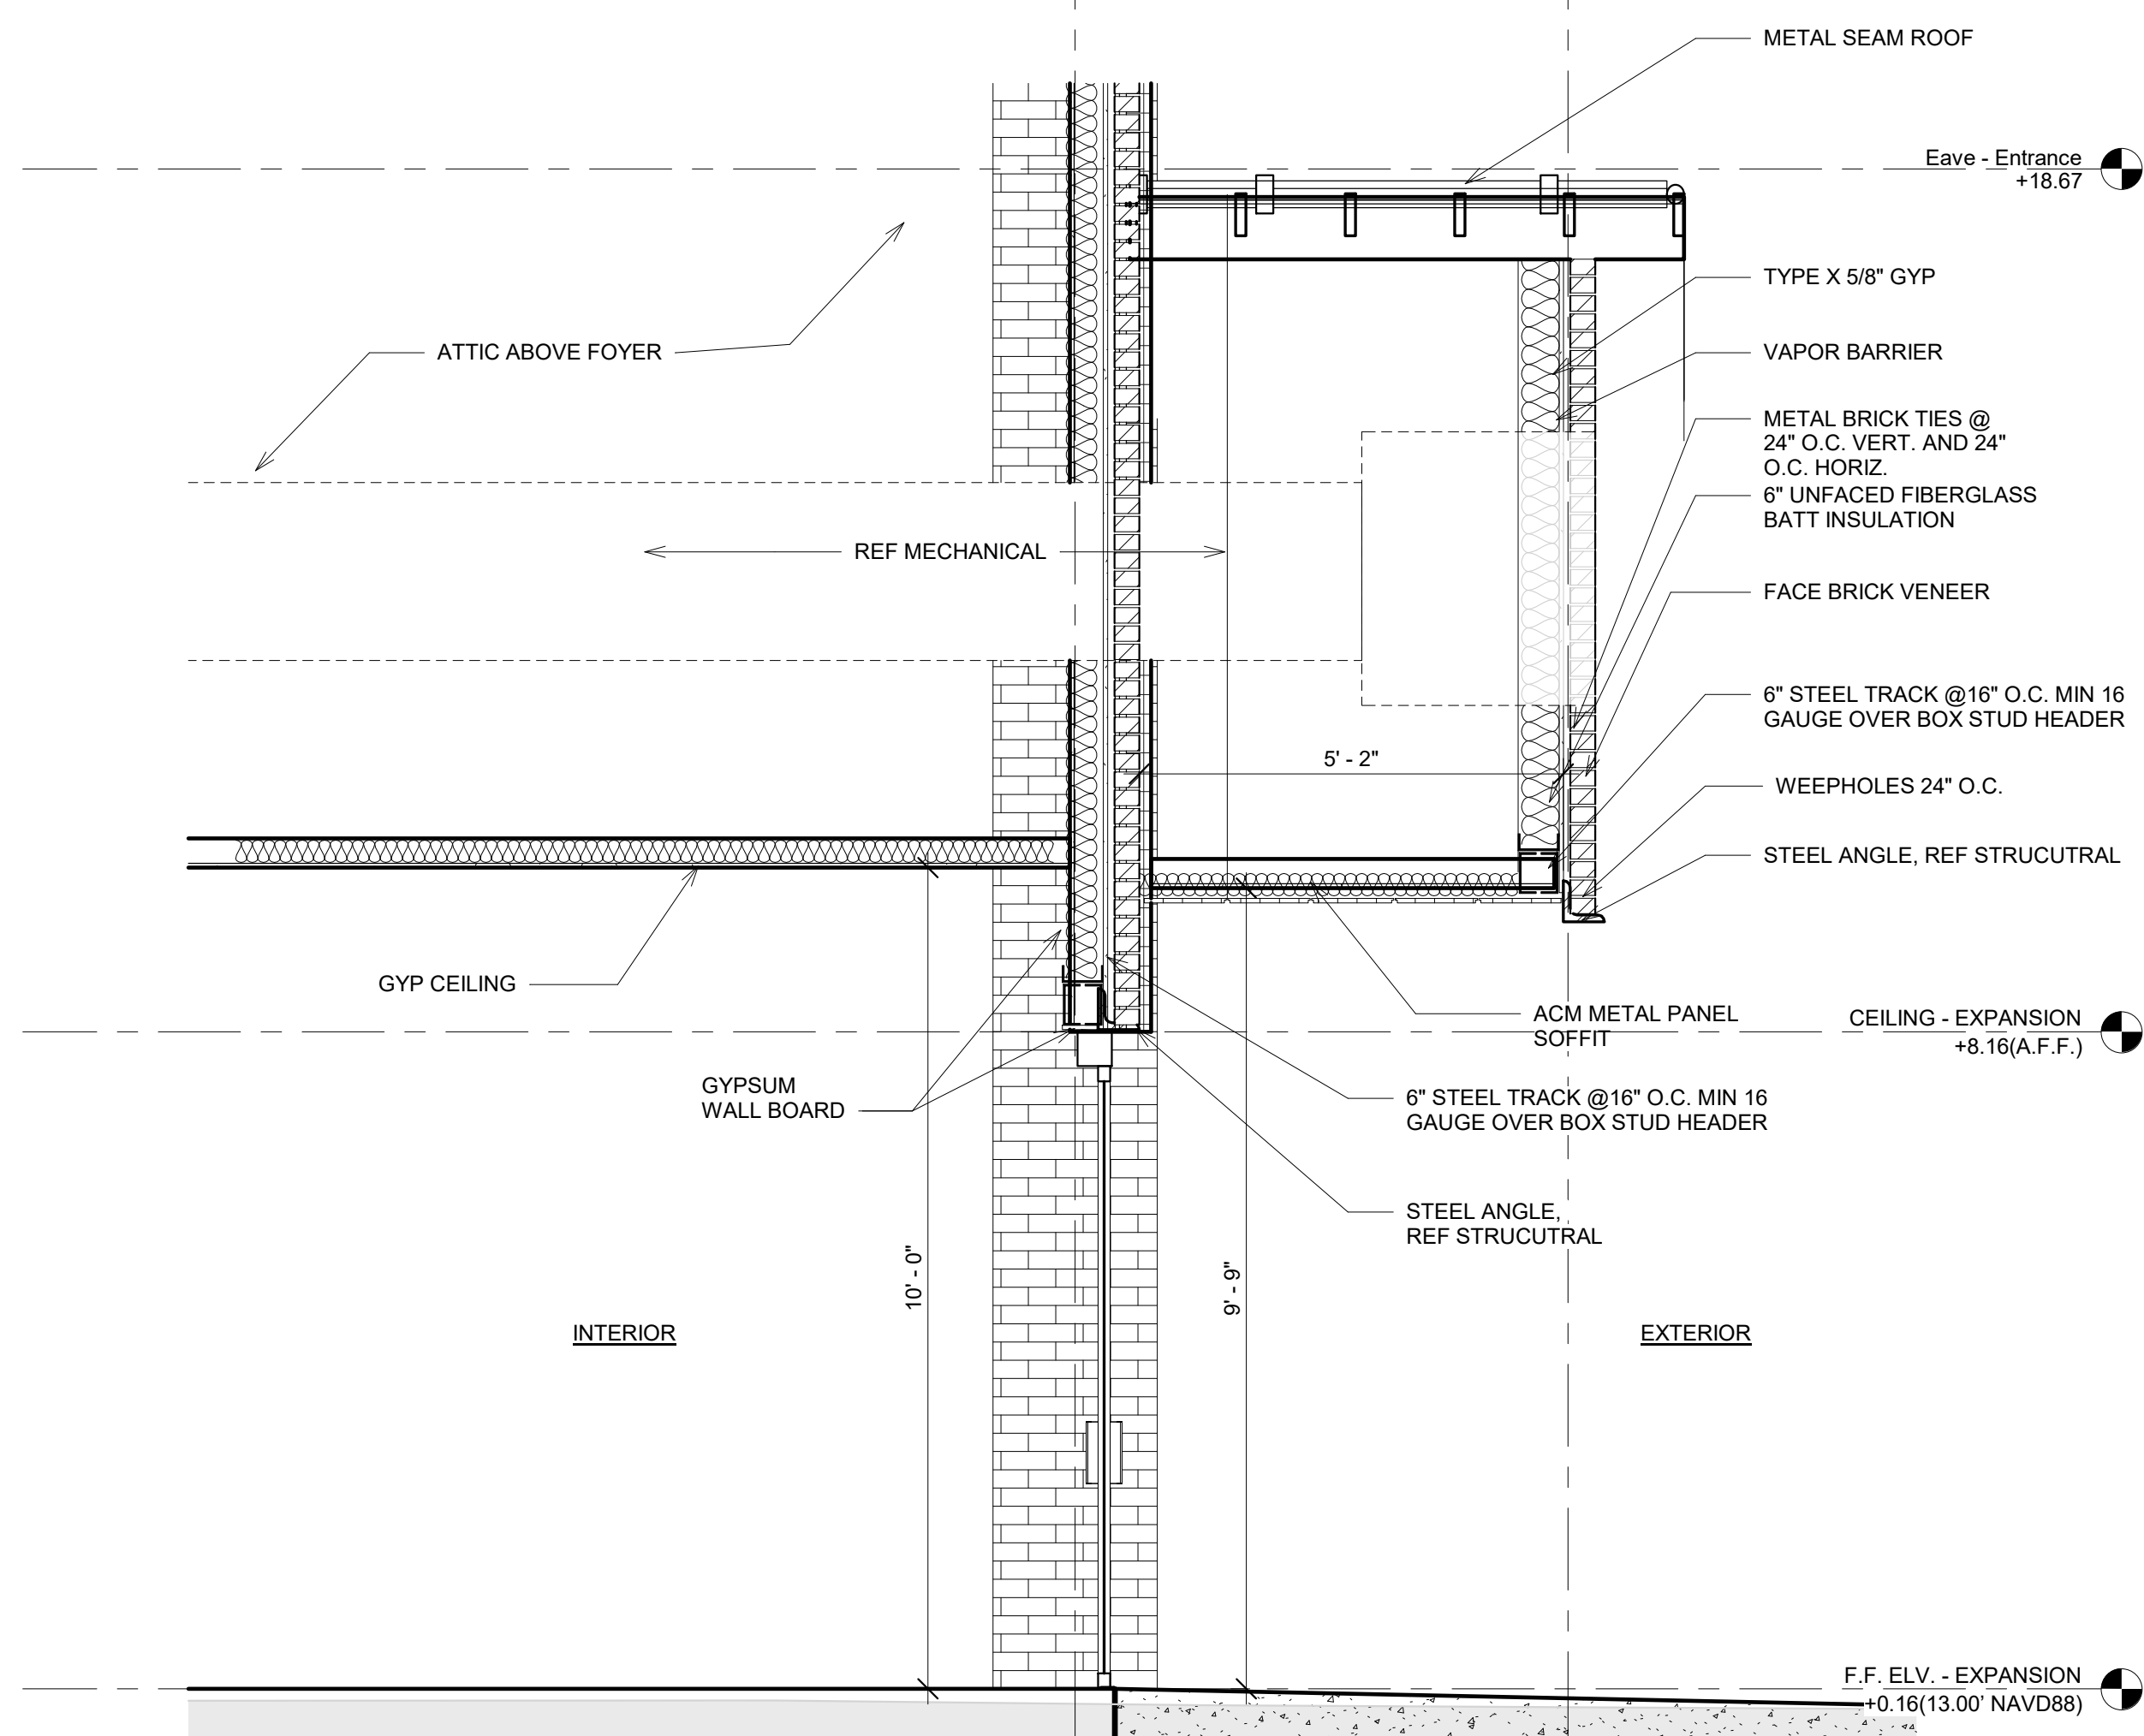 METAL SEAM ROOF
Eave - Entrance
+18.67
TYPE X 5/8" GYP
ATTIC ABOVE FOYER
VAPOR BARRIER
METAL BRICK TIES @
24" O.C. VERT. AND 24"
O.C. HORIZ.
6" UNFACED FIBERGLASS
BATT INSULATION
REF MECHANICAL
FACE BRICK VENEER
6" STEEL TRACK @16" O.C. MIN 16
GAUGE OVER BOX STUD HEADER
5' - 2"
WEEPHOLES 24" O.C.
STEEL ANGLE, REF STRUCUTRAL
GYP CEILING
ACM METAL PANEL
SOFFIT
CEILING - EXPANSION
+8.16(A.F.F.)
GYPSUM
WALL BOARD
6" STEEL TRACK @16" O.C. MIN 16
GAUGE OVER BOX STUD HEADER
STEEL ANGLE,
REF STRUCUTRAL
10' - 0"
9' - 9"
INTERIOR
EXTERIOR
F.F. ELV. - EXPANSION
+0.16(13.00' NAVD88)